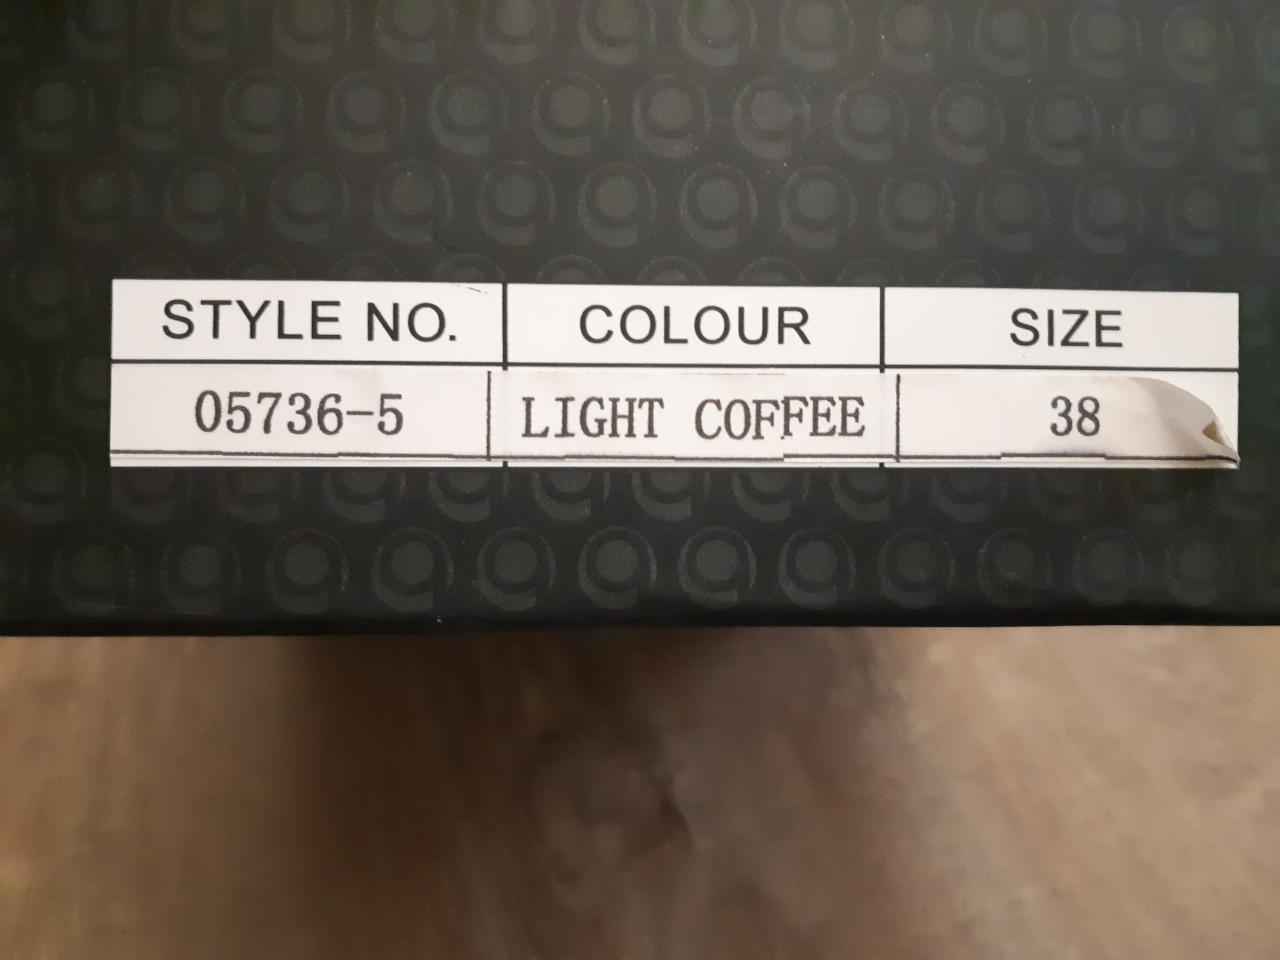 STYLE NO. COLOUR SIZE
05736-5 LIGHT COFFEE 38